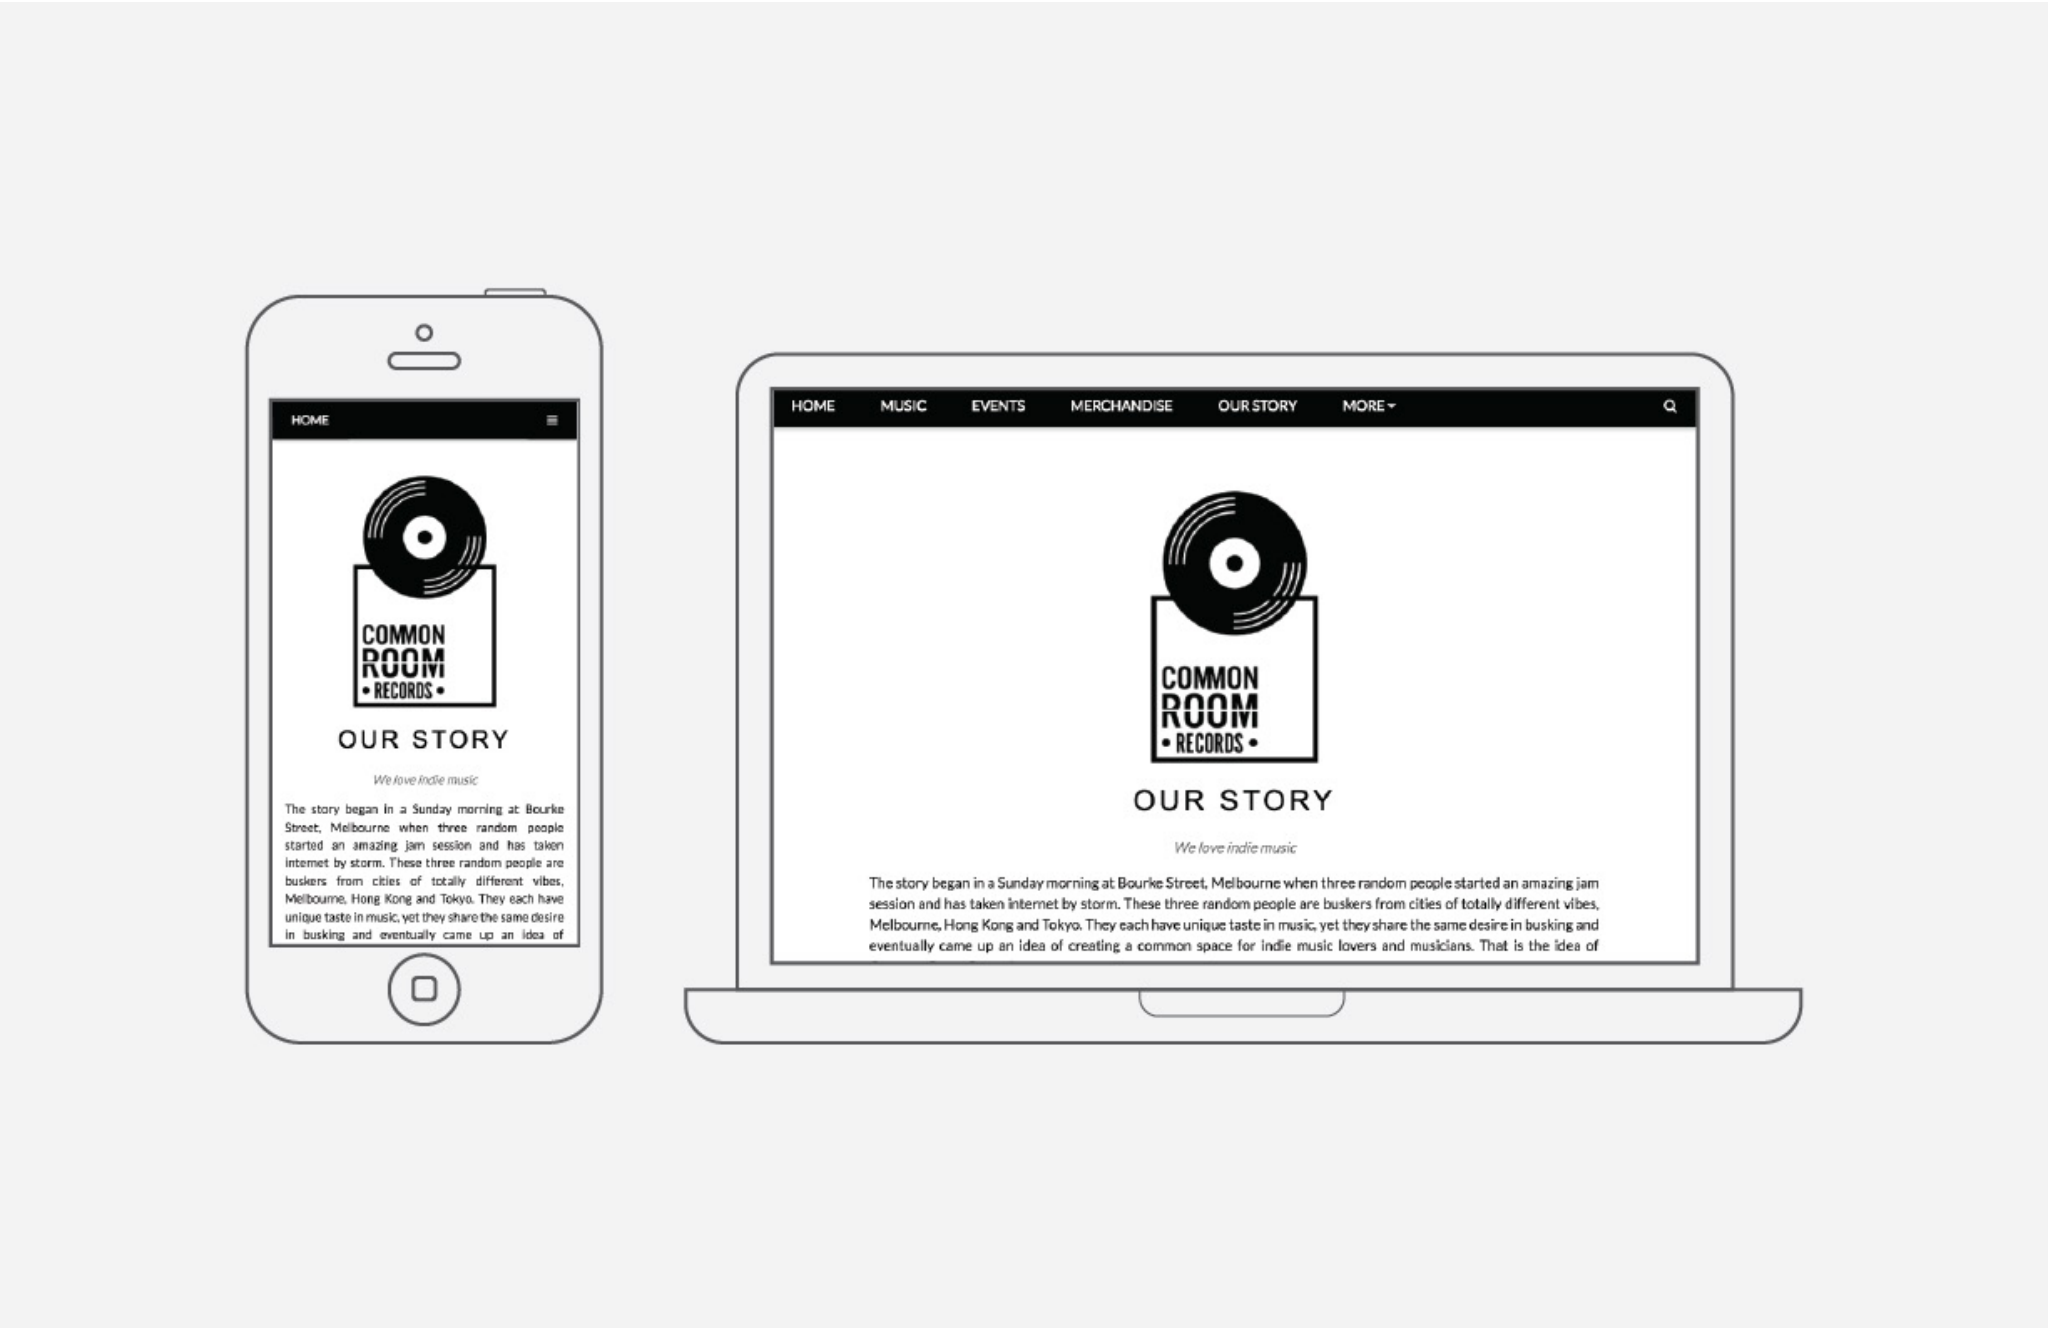 HOME
COMMON
ROOM
• RECORDS •
OUR STORY
We love indie music
The story began in a Sunday morning at Bourke
Street, Melbourne when three random people
started an amazing jam session and has taken
internet by storm. These three random people are
buskers from cities of totally different vibes,
Melbourne, Hong Kong and Tokyo. They each have
unique taste in music, yet they share the same desire
in busking and eventually came up an idea of
HOME MUSIC EVENTS MERCHANDISE OUR STORY MORE
COMMON
ROOM
• RECORDS •
OUR STORY
We love indie music
The story began in a Sunday morning at Bourke Street, Melbourne when three random people started an amazing jam
session and has taken internet by storm. These three random people are buskers from cities of totally different vibes,
Melbourne, Hong Kong and Tokyo. They each have unique taste in music, yet they share the same desire in busking and
eventually came up an idea of creating a common space for indie music lovers and musicians. That is the idea of